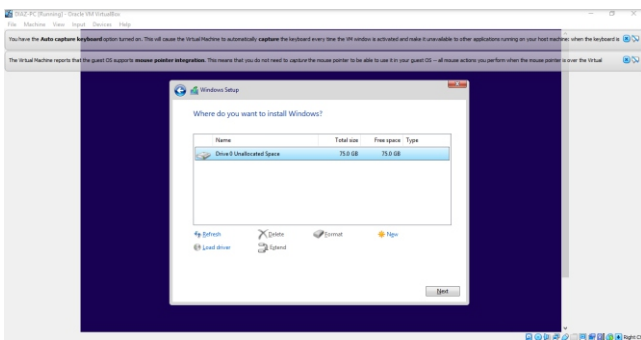 DIAZ-PC [Running] - Oracle VM VirtualBox
File Machine View Input Devices Help
You have the Auto capture keyboard option turned on. This will cause the Virtual Machine to automatically capture the keyboard every time the VM window is activated and make it unavailable to other applications running on your host machine: when the keyboard is
The Virtual Machine reports that the guest OS supports mouse pointer integration. This means that you do not need to capture the mouse pointer to be able to use it in your guest OS -- all mouse actions you perform when the mouse pointer is over the Virtual
Windows Setup
Where do you want to install Windows?
Name Total size Free space Type
Drive 0 Unallocated Space 75.0 GB 75.0 GB
Refresh Delete Format New
Load driver Extend
Next
Right C